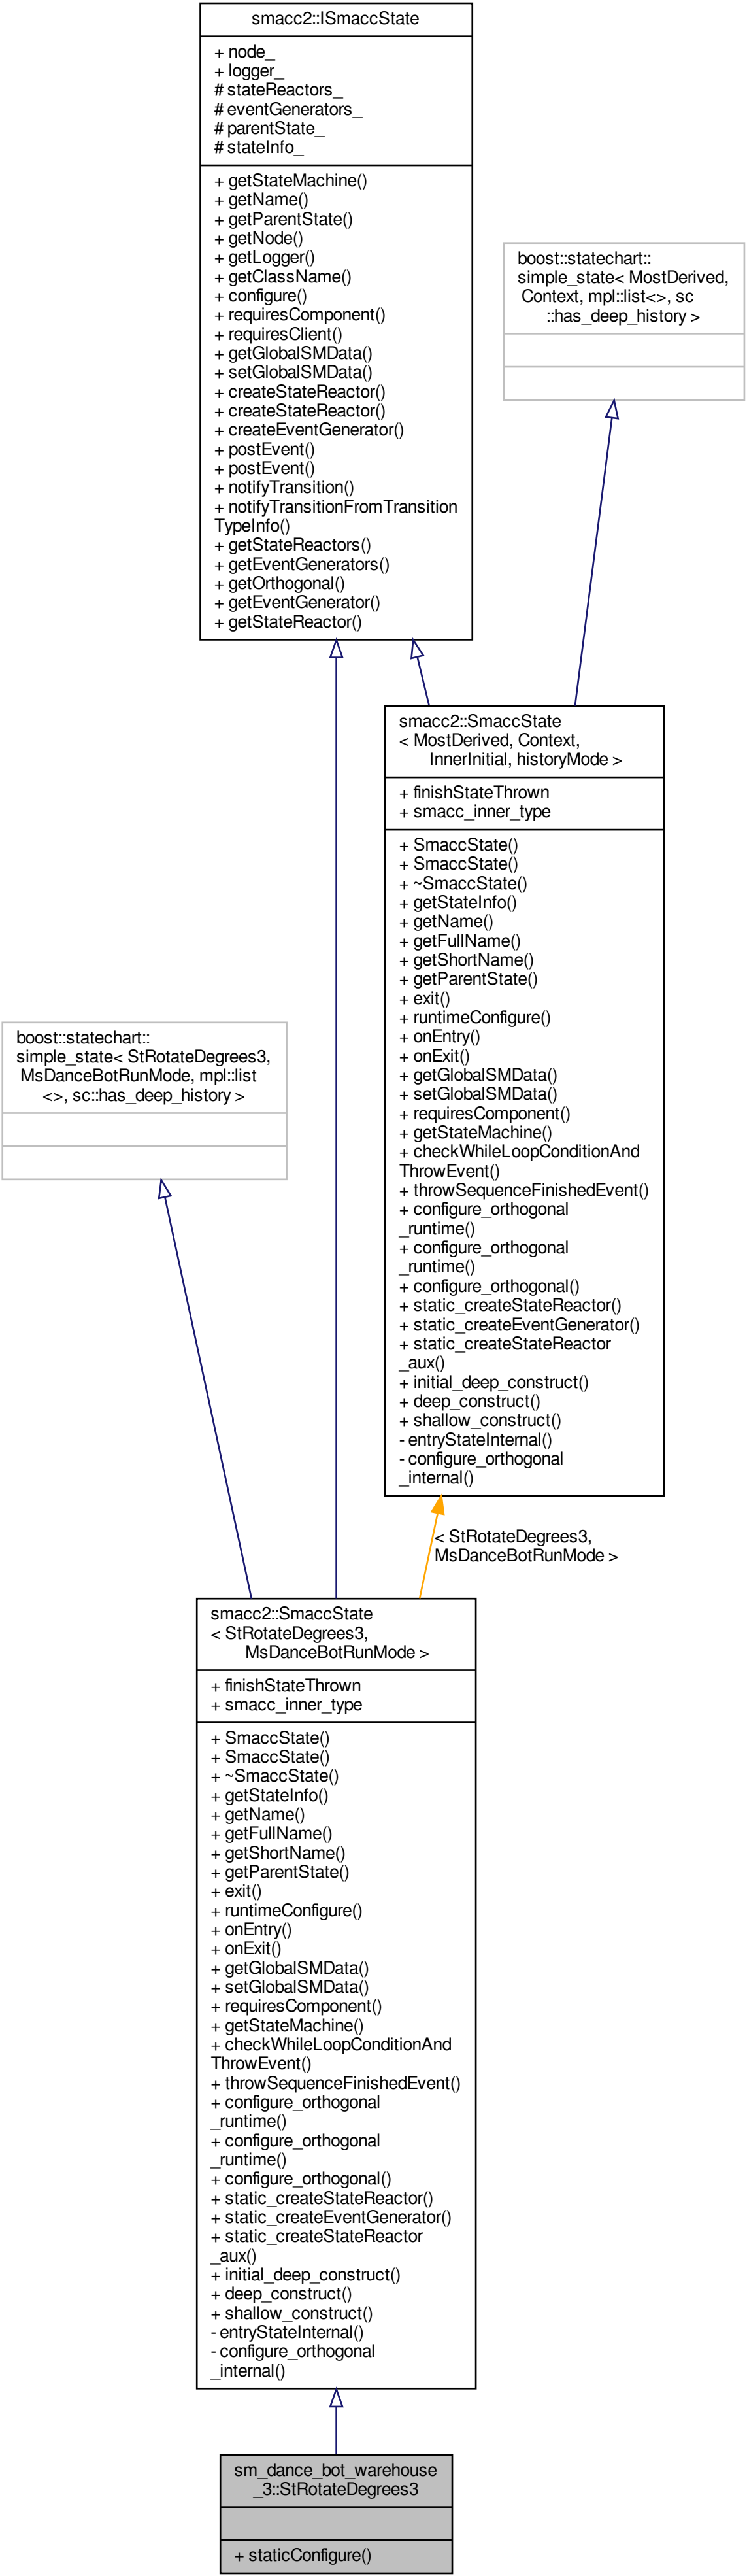 smacc2::ISmaccState
+ node_
+ logger_
# stateReactors_
# eventGenerators_
# parentState_
# stateInfo_
+ getStateMachine()
+ getName()
+ getParentState()
+ getNode()
+ getLogger()
+ getClassName()
+ configure()
+ requiresComponent()
+ requiresClient()
+ getGlobalSMData()
+ setGlobalSMData()
+ createStateReactor()
+ createStateReactor()
+ createEventGenerator()
+ postEvent()
+ postEvent()
+ notifyTransition()
+ notifyTransitionFromTransition
TypeInfo()
+ getStateReactors()
+ getEventGenerators()
+ getOrthogonal()
+ getEventGenerator()
+ getStateReactor()
boost::statechart::
simple_state< MostDerived,
Context, mpl::list<>, sc
::has_deep_history >
smacc2::SmaccState
< MostDerived, Context,
InnerInitial, historyMode >
+ finishStateThrown
+ smacc_inner_type
+ SmaccState()
+ SmaccState()
+ ~SmaccState()
+ getStateInfo()
+ getName()
+ getFullName()
+ getShortName()
+ getParentState()
+ exit()
+ runtimeConfigure()
+ onEntry()
+ onExit()
+ getGlobalSMData()
+ setGlobalSMData()
+ requiresComponent()
+ getStateMachine()
+ checkWhileLoopConditionAnd
ThrowEvent()
+ throwSequenceFinishedEvent()
+ configure_orthogonal
_runtime()
+ configure_orthogonal
_runtime()
+ configure_orthogonal()
+ static_createStateReactor()
+ static_createEventGenerator()
+ static_createStateReactor
_aux()
+ initial_deep_construct()
+ deep_construct()
+ shallow_construct()
- entryStateInternal()
- configure_orthogonal
_internal()
boost::statechart::
simple_state< StRotateDegrees3,
MsDanceBotRunMode, mpl::list
<>, sc::has_deep_history >
< StRotateDegrees3,
MsDanceBotRunMode >
smacc2::SmaccState
< StRotateDegrees3,
MsDanceBotRunMode >
+ finishStateThrown
+ smacc_inner_type
+ SmaccState()
+ SmaccState()
+ ~SmaccState()
+ getStateInfo()
+ getName()
+ getFullName()
+ getShortName()
+ getParentState()
+ exit()
+ runtimeConfigure()
+ onEntry()
+ onExit()
+ getGlobalSMData()
+ setGlobalSMData()
+ requiresComponent()
+ getStateMachine()
+ checkWhileLoopConditionAnd
ThrowEvent()
+ throwSequenceFinishedEvent()
+ configure_orthogonal
_runtime()
+ configure_orthogonal
_runtime()
+ configure_orthogonal()
+ static_createStateReactor()
+ static_createEventGenerator()
+ static_createStateReactor
_aux()
+ initial_deep_construct()
+ deep_construct()
+ shallow_construct()
- entryStateInternal()
- configure_orthogonal
_internal()
sm_dance_bot_warehouse
_3::StRotateDegrees3
+ staticConfigure()